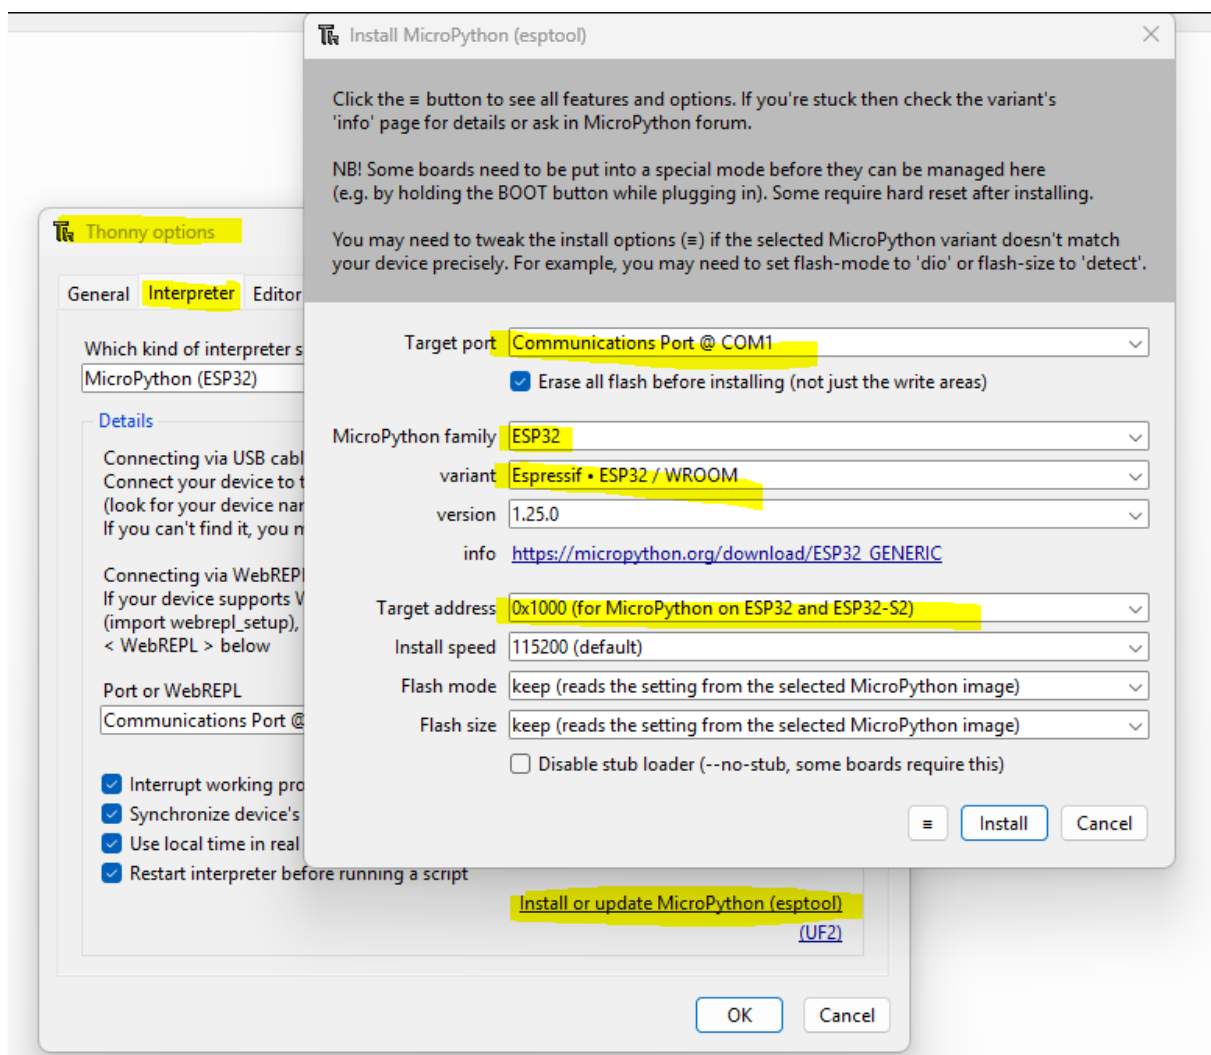 Install MicroPython (esptool)
Click the ≡ button to see all features and options. If you're stuck then check the variant's
'info' page for details or ask in MicroPython forum.
NB! Some boards need to be put into a special mode before they can be managed here
(e.g. by holding the BOOT button while plugging in). Some require hard reset after installing.
You may need to tweak the install options (≡) if the selected MicroPython variant doesn't match
your device precisely. For example, you may need to set flash-mode to 'dio' or flash-size to 'detect'.
Target port Communications Port @ COM1
Erase all flash before installing (not just the write areas)
MicroPython family ESP32
variant Espressif • ESP32 / WROOM
version 1.25.0
info https://micropython.org/download/ESP32_GENERIC
Target address 0x1000 (for MicroPython on ESP32 and ESP32-S2)
Install speed 115200 (default)
Flash mode keep (reads the setting from the selected MicroPython image)
Flash size keep (reads the setting from the selected MicroPython image)
Disable stub loader (--no-stub, some boards require this)
≡ Install Cancel
Thonny options
General Interpreter Editor
Which kind of interpreter s
MicroPython (ESP32)
Details
Connecting via USB cabl
Connect your device to t
(look for your device nar
If you can't find it, you n
Connecting via WebREPI
If your device supports V
(import webrepl_setup),
< WebREPL > below
Port or WebREPL
Communications Port @
Interrupt working pro
Synchronize device's
Use local time in real
Restart interpreter before running a script
Install or update MicroPython (esptool)
(UF2)
OK Cancel